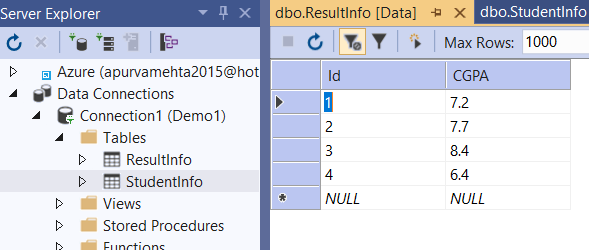 Server Explorer
Azure (apurvamehta2015@hot
Data Connections
Connection1 (Demo1)
Tables
ResultInfo
StudentInfo
Views
Stored Procedures
Functions
dbo.ResultInfo [Data]
dbo.StudentInfo
Max Rows: 1000
Id CGPA
1 7.2
2 7.7
3 8.4
4 6.4
NULL NULL